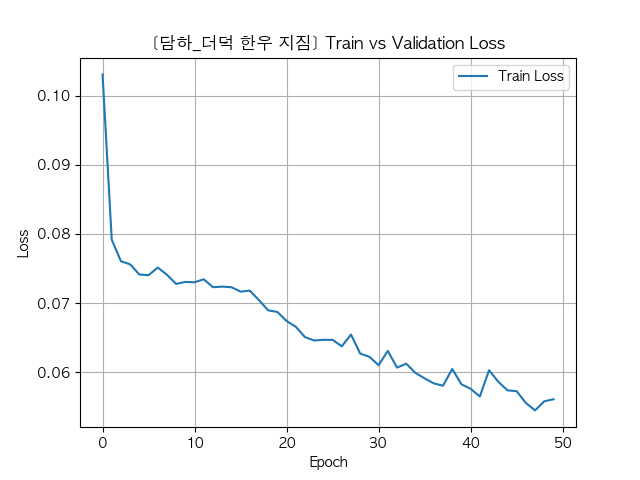 [담하_더덕 한우 지짐] Train vs Validation Loss
Train Loss
0.10
0.09
0.08
0.07
0.06
Loss
0 10 20 30 40 50
Epoch